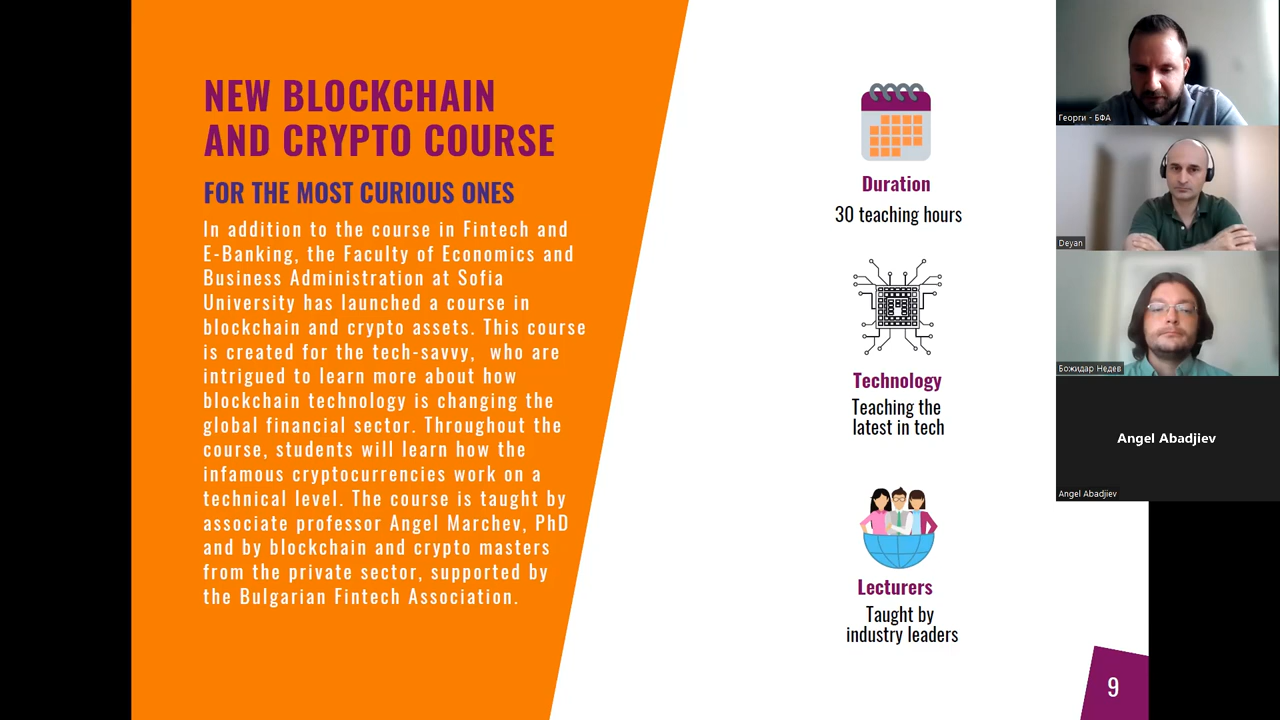 NEW BLOCKCHAIN
AND CRYPTO COURSE
FOR THE MOST CURIOUS ONES
In addition to the course in Fintech and
E-Banking, the Faculty of Economics and
Business Administration at Sofia
University has launched a course in
blockchain and crypto assets. This course
is created for the tech-savvy, who are
intrigued to learn more about how
blockchain technology is changing the
global financial sector. Throughout the
course, students will learn how the
infamous cryptocurrencies work on a
technical level. The course is taught by
associate professor Angel Marchev, PhD
and by blockchain and crypto masters
from the private sector, supported by
the Bulgarian Fintech Association.
Duration
30 teaching hours
Technology
Teaching the
latest in tech
Lecturers
Taught by
industry leaders
9
Георги - БФА
Deyan
Божидар Недев
Angel Abadjiev
Angel Abadjiev